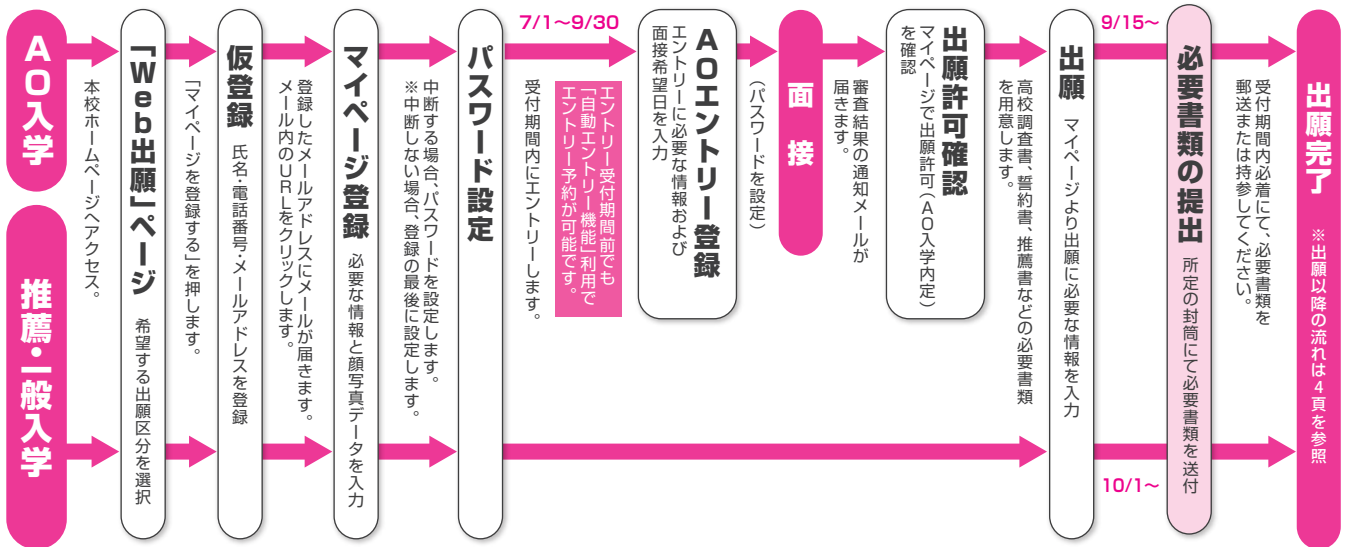 AO入学
推薦・一般入学
本校ホームページへアクセス。
「Web出願」ページ
希望する出願区分を選択
「マイページを登録する」を押します。
仮登録
氏名・電話番号・メールアドレスを登録
登録したメールアドレスにメールが届きます。
メール内のURLをクリックします。
マイページ登録
必要な情報と顔写真データを入力
中断する場合、パスワードを設定します。
※中断しない場合、登録の最後に設定します。
パスワード設定
7/1〜9/30
受付期間内にエントリーします。
エントリー受付期間前でも
「自動エントリー機能」利用で
エントリー予約が可能です。
AOエントリー登録
エントリーに必要な情報および
面接希望日を入力
(パスワードを設定)
面接
審査結果の通知メールが
届きます。
出願許可確認
マイページで出願許可(AO入学内定)
を確認
高校調査書、誓約書、推薦書などの必要書類
を用意します。
出願
マイページより出願に必要な情報を入力
9/15〜
10/1〜
必要書類の提出
所定の封筒にて必要書類を送付
受付期間内必着にて、必要書類を
郵送または持参してください。
出願完了
※出願以降の流れは4頁を参照